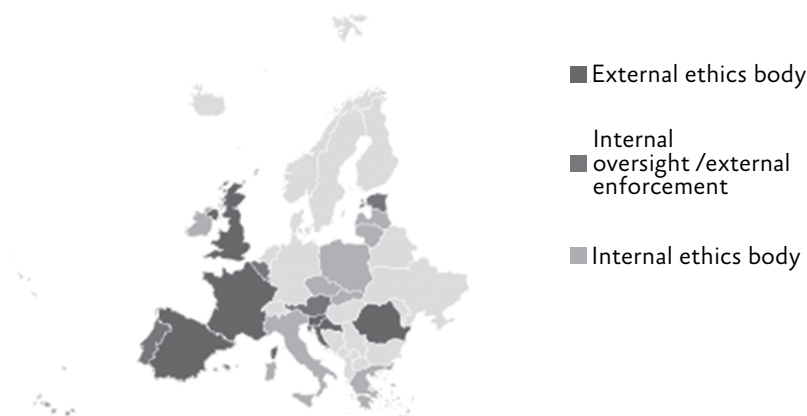 External ethics body
Internal
oversight /external
enforcement
Internal ethics body